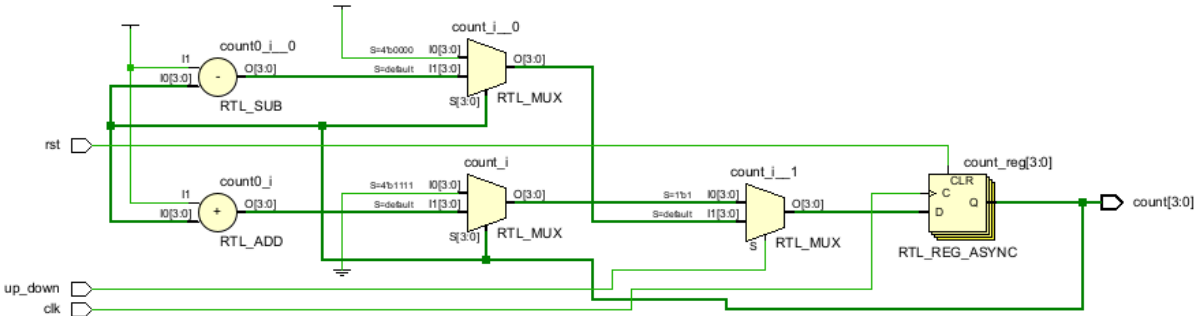 count_i__0
count0_i__0
S=4'b0000 I0[3:0]
I1 O[3:0] S=default I1[3:0] O[3:0]
I0[3:0] -
RTL_SUB S[3:0] RTL_MUX
rst
count_i count_reg[3:0]
count0_i count_i__1
S=4'b1111 I0[3:0] CLR
I1 O[3:0] S=default I1[3:0] O[3:0] S=1'b1 I0[3:0] C Q count[3:0]
I0[3:0] + S=default I1[3:0] O[3:0] D
RTL_ADD S[3:0] RTL_MUX S RTL_MUX RTL_REG_ASYNC
up_down
clk